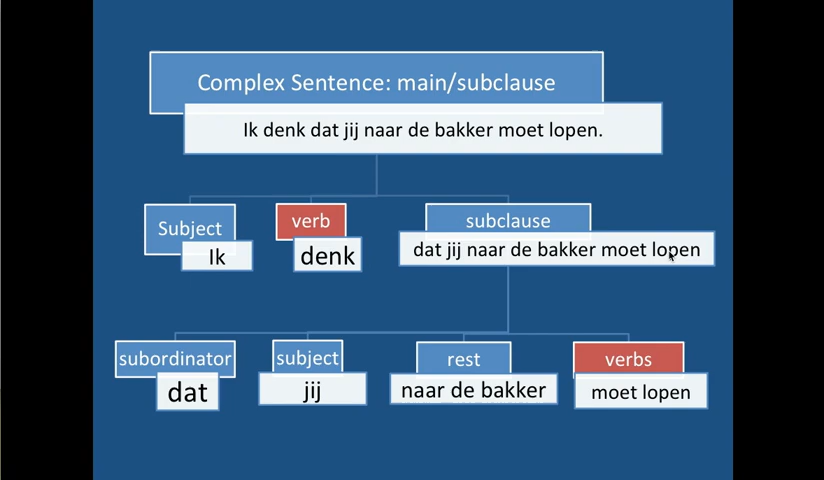 Complex Sentence: main/subclause
Ik denk dat jij naar de bakker moet lopen.
Subject
Ik
verb
denk
subclause
dat jij naar de bakker moet lopen
subordinator
dat
subject
jij
rest
naar de bakker
verbs
moet lopen